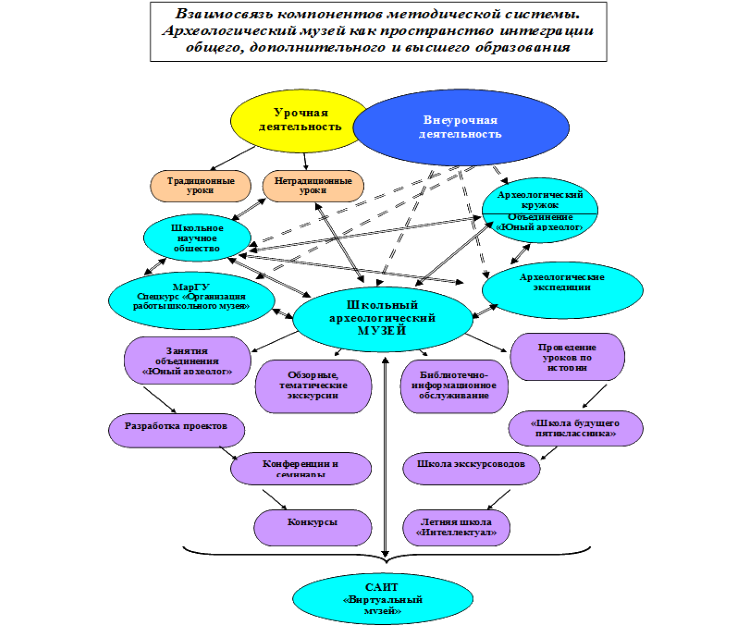 Взаимосвязь компонентов методической системы.
Археологический музей как пространство интеграции
общего, дополнительного и высшего образования
Урочная
деятельность
Внеурочная
деятельность
Традиционные
уроки
Нетрадиционные
уроки
Археологический
кружок
Объединение
«Юный археолог»
Школьное
научное
общество
МарГУ
Спецкурс «Организация
работы школьного музея»
Школьный
археологический
МУЗЕЙ
Археологические
экспедиции
Занятия
объединения
«Юный археолог»
Обзорные,
тематические
экскурсии
Библиотечно-
информационное
обслуживание
Проведение
уроков по
истории
Разработка проектов
«Школа будущего
пятиклассника»
Конференции и
семинары
Школа экскурсоводов
Конкурсы
Летняя школа
«Интеллектуал»
САЙТ
«Виртуальный
музей»